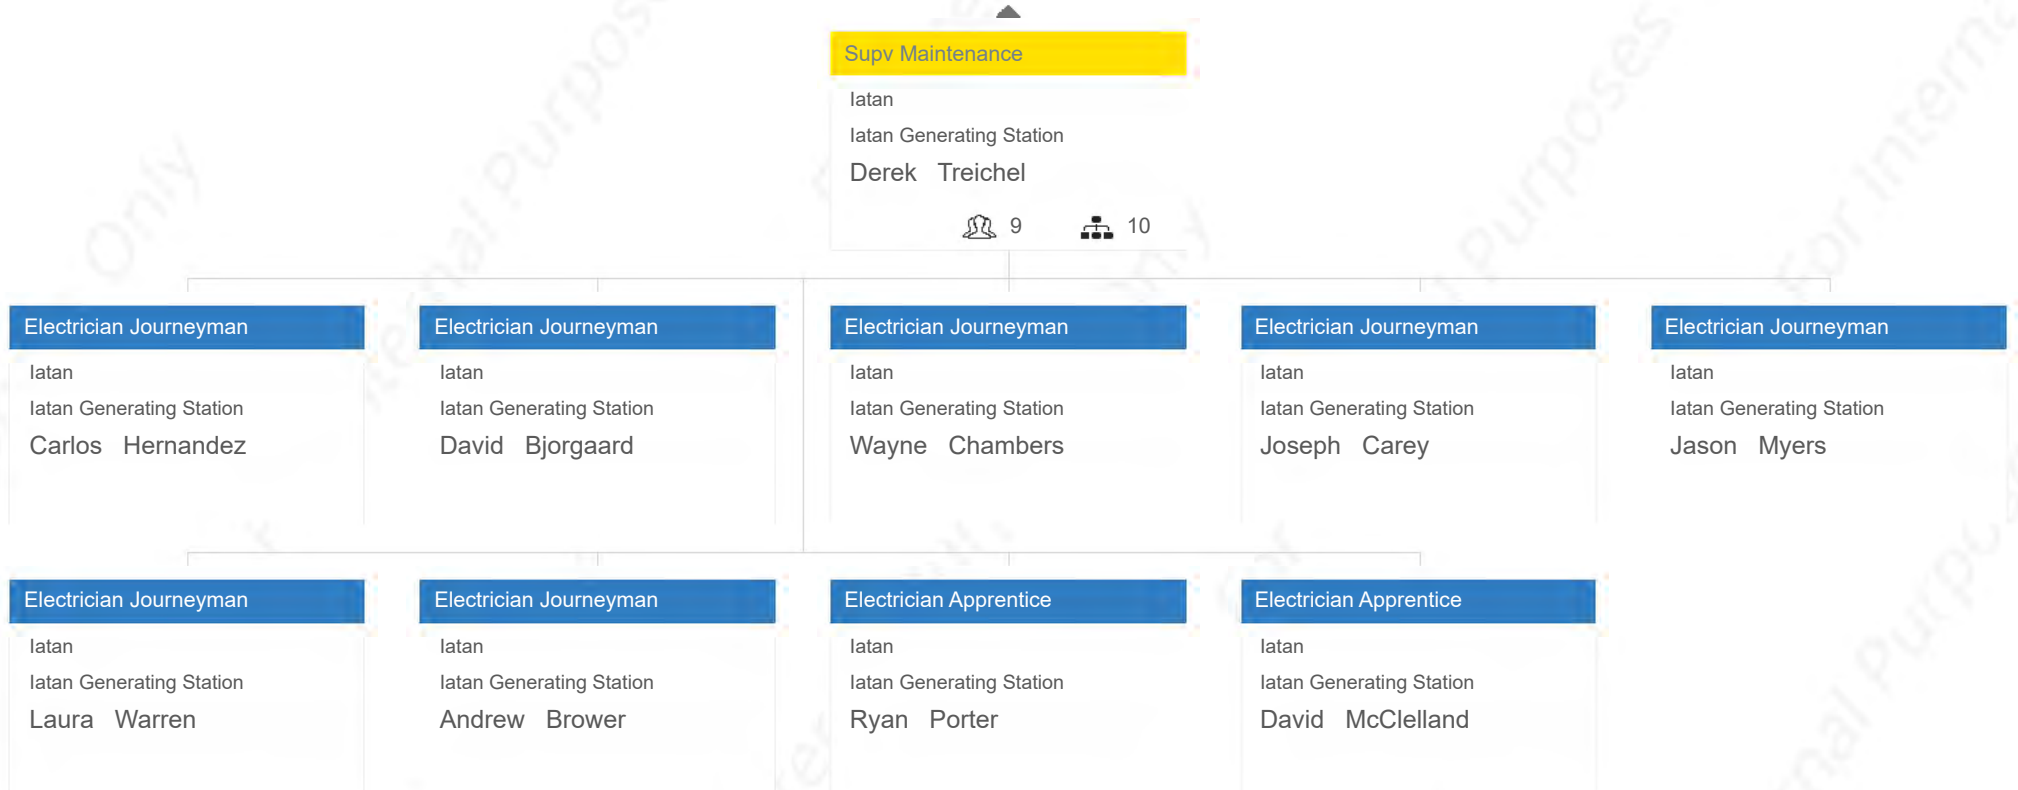 Supv Maintenance
Iatan
Iatan Generating Station
Derek Treichel
9 10
Electrician Journeyman
Iatan
Iatan Generating Station
Carlos Hernandez
Electrician Journeyman
Iatan
Iatan Generating Station
David Bjorgaard
Electrician Journeyman
Iatan
Iatan Generating Station
Wayne Chambers
Electrician Journeyman
Iatan
Iatan Generating Station
Joseph Carey
Electrician Journeyman
Iatan
Iatan Generating Station
Jason Myers
Electrician Journeyman
Iatan
Iatan Generating Station
Laura Warren
Electrician Journeyman
Iatan
Iatan Generating Station
Andrew Brower
Electrician Apprentice
Iatan
Iatan Generating Station
Ryan Porter
Electrician Apprentice
Iatan
Iatan Generating Station
David McClelland